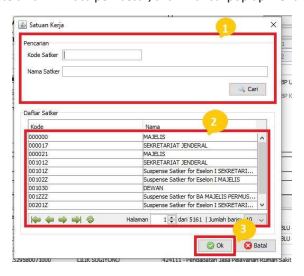 Satuan Kerja
1
Pencarian
Kode Satker
Nama Satker
Cari
Daftar Satker
2
Kode Nama
000000 MAJELIS
000017 SEKRETARIAT JENDERAL
000021 MAJELIS
001012 SEKRETARIAT JENDERAL
00101Z Suspense Satker for Eselon I SEKRETARI...
00102Z Suspense Satker for Eselon I MAJELIS
001030 DEWAN
001ZZZ Suspense Satker for BA MAJELIS PERMUS...
00201Z Suspense Satker for Eselon I SEKRETARI...
Halaman 1 dari 5161 | Jumlah baris: 10
3
Ok Batal